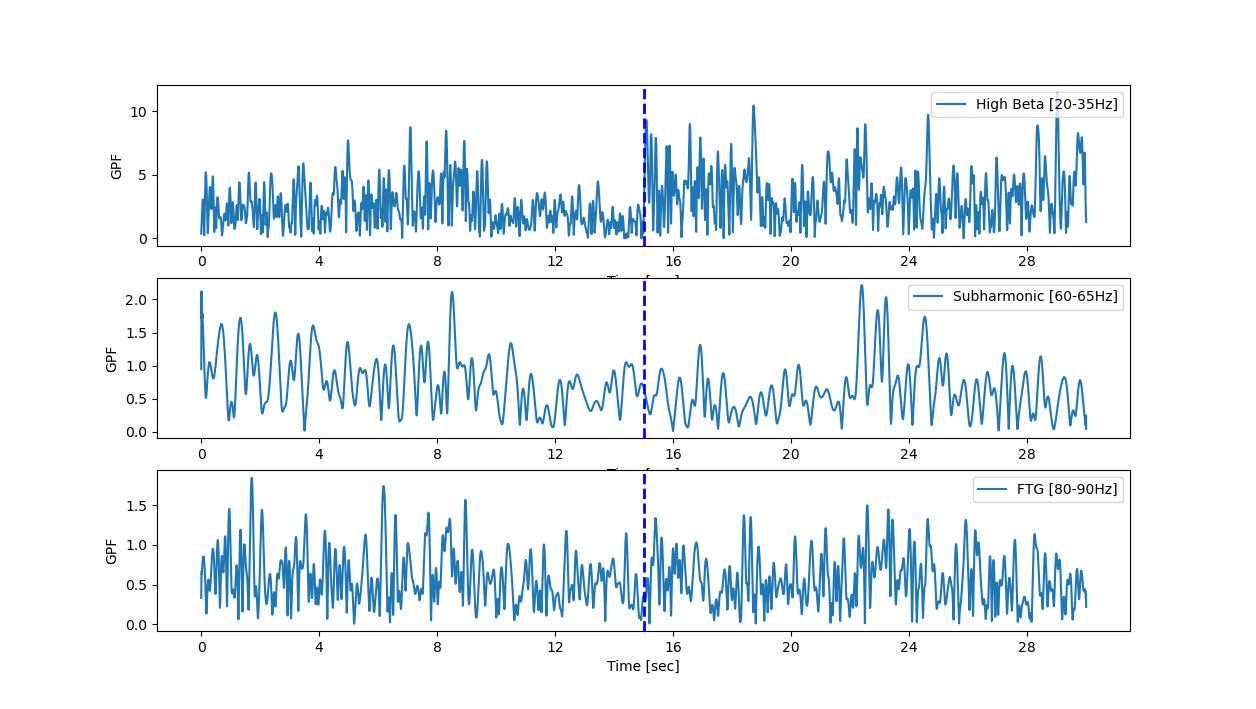 High Beta [20-35Hz]
GPF
10
5
0
0 4 8 12 16 20 24 28
Subharmonic [60-65Hz]
GPF
2.0
1.5
1.0
0.5
0.0
0 4 8 12 16 20 24 28
FTG [80-90Hz]
GPF
1.5
1.0
0.5
0.0
0 4 8 12 16 20 24 28
Time [sec]